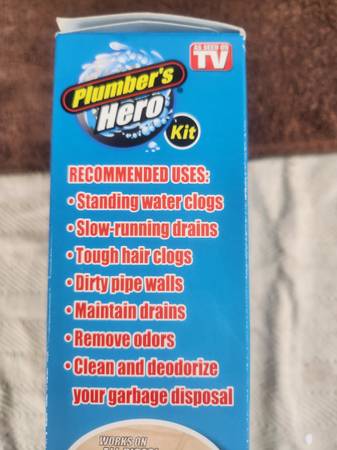 AS SEEN ON
TV
Plumber's
Hero
Kit
RECOMMENDED USES:
•Standing water clogs
•Slow-running drains
•Tough hair clogs
•Dirty pipe walls
•Maintain drains
•Remove odors
•Clean and deodorize
your garbage disposal
WORKS ON